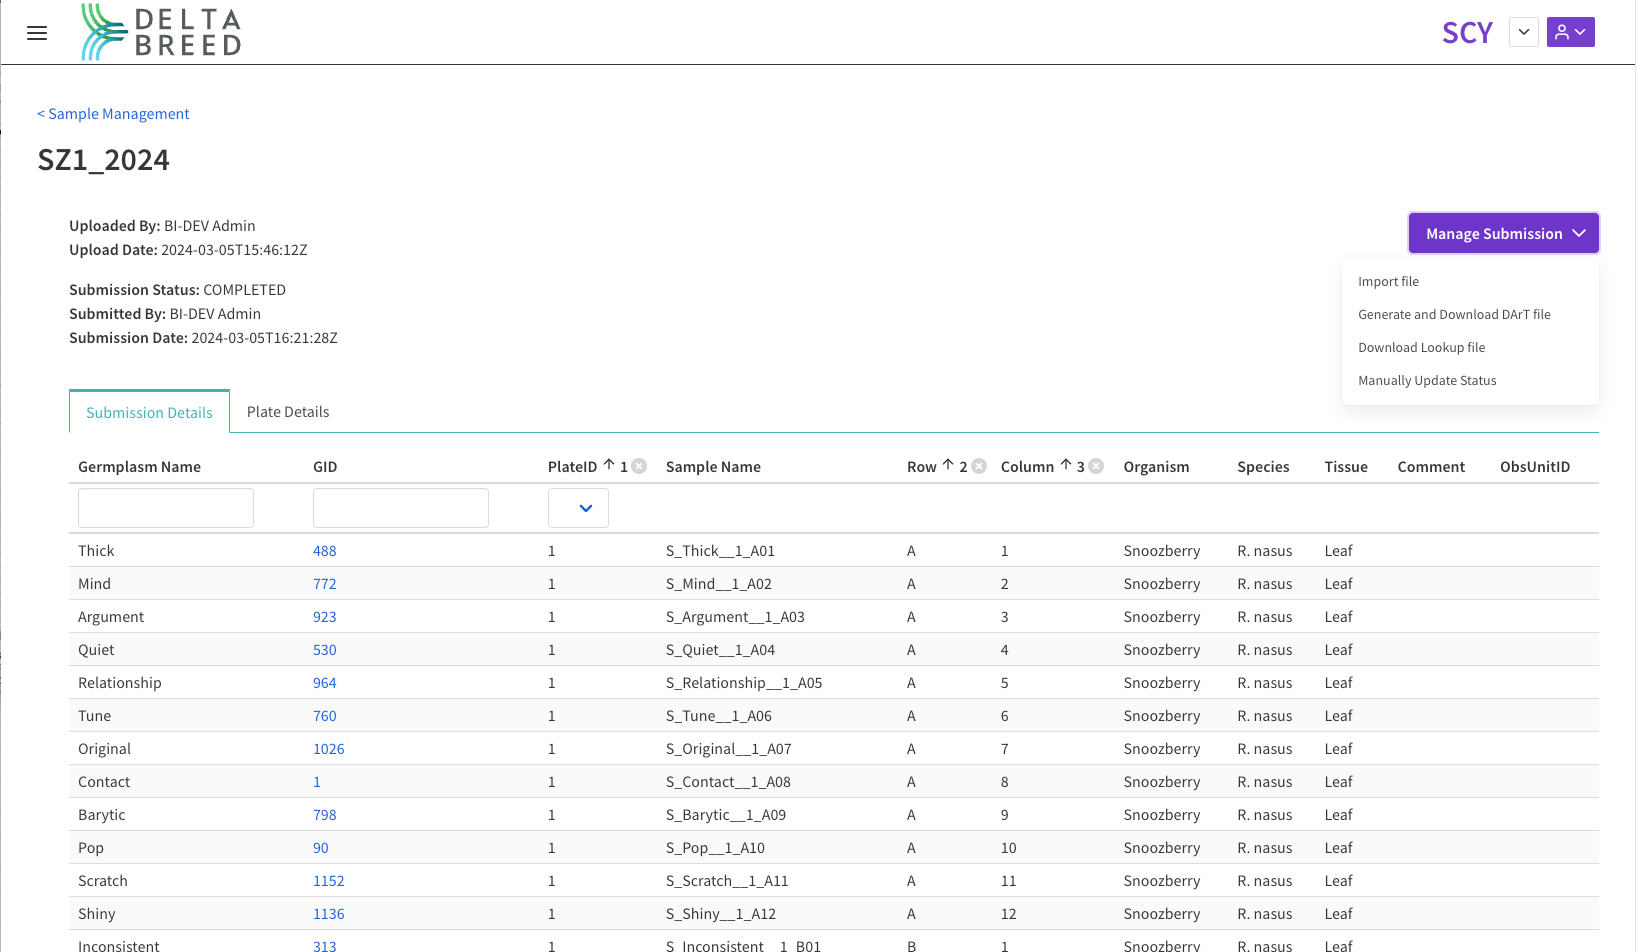 DELTA
BREED
SCY
< Sample Management
SZ1_2024
Uploaded By: BI-DEV Admin
Upload Date: 2024-03-05T15:46:12Z
Manage Submission
Import file
Generate and Download DArT file
Download Lookup file
Manually Update Status
Submission Status: COMPLETED
Submitted By: BI-DEV Admin
Submission Date: 2024-03-05T16:21:28Z
Submission Details Plate Details
Germplasm Name GID PlateID ↑ 1 Sample Name Row ↑ 2 Column ↑ 3 Organism Species Tissue Comment ObsUnitID
Thick 488 1 S_Thick__1_A01 A 1 Snoozberry R. nasus Leaf
Mind 772 1 S_Mind__1_A02 A 2 Snoozberry R. nasus Leaf
Argument 923 1 S_Argument__1_A03 A 3 Snoozberry R. nasus Leaf
Quiet 530 1 S_Quiet__1_A04 A 4 Snoozberry R. nasus Leaf
Relationship 964 1 S_Relationship__1_A05 A 5 Snoozberry R. nasus Leaf
Tune 760 1 S_Tune__1_A06 A 6 Snoozberry R. nasus Leaf
Original 1026 1 S_Original__1_A07 A 7 Snoozberry R. nasus Leaf
Contact 1 1 S_Contact__1_A08 A 8 Snoozberry R. nasus Leaf
Barytic 798 1 S_Barytic__1_A09 A 9 Snoozberry R. nasus Leaf
Pop 90 1 S_Pop__1_A10 A 10 Snoozberry R. nasus Leaf
Scratch 1152 1 S_Scratch__1_A11 A 11 Snoozberry R. nasus Leaf
Shiny 1136 1 S_Shiny__1_A12 A 12 Snoozberry R. nasus Leaf
Inconsistent 313 1 S_Inconsistent__1_B01 B 1 Snoozberry R. nasus Leaf